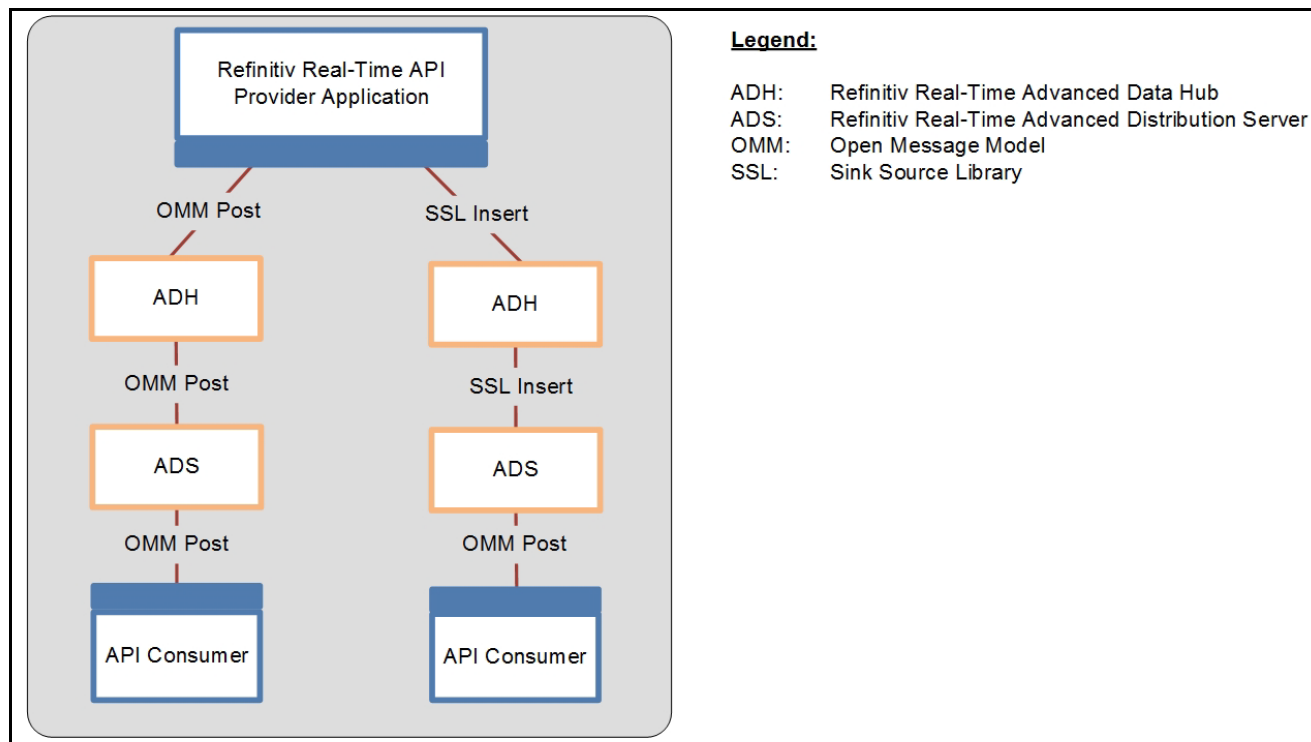 Refinitiv Real-Time API
Provider Application
OMM Post
SSL Insert
ADH
ADH
OMM Post
SSL Insert
ADS
ADS
OMM Post
OMM Post
API Consumer
API Consumer
Legend:
ADH: Refinitiv Real-Time Advanced Data Hub
ADS: Refinitiv Real-Time Advanced Distribution Server
OMM: Open Message Model
SSL: Sink Source Library